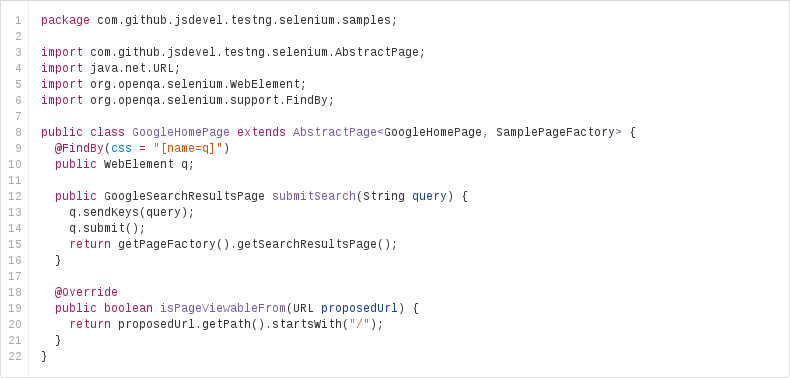 1 package com.github.jsdevel.testng.selenium.samples;
2
3 import com.github.jsdevel.testng.selenium.AbstractPage;
4 import java.net.URL;
5 import org.openqa.selenium.WebElement;
6 import org.openqa.selenium.support.FindBy;
7
8 public class GoogleHomePage extends AbstractPage<GoogleHomePage, SamplePageFactory> {
9   @FindBy(css = "[name=q]")
10   public WebElement q;
11
12   public GoogleSearchResultsPage submitSearch(String query) {
13     q.sendKeys(query);
14     q.submit();
15     return getPageFactory().getSearchResultsPage();
16   }
17
18   @Override
19   public boolean isPageViewableFrom(URL proposedUrl) {
20     return proposedUrl.getPath().startsWith("/");
21   }
22 }